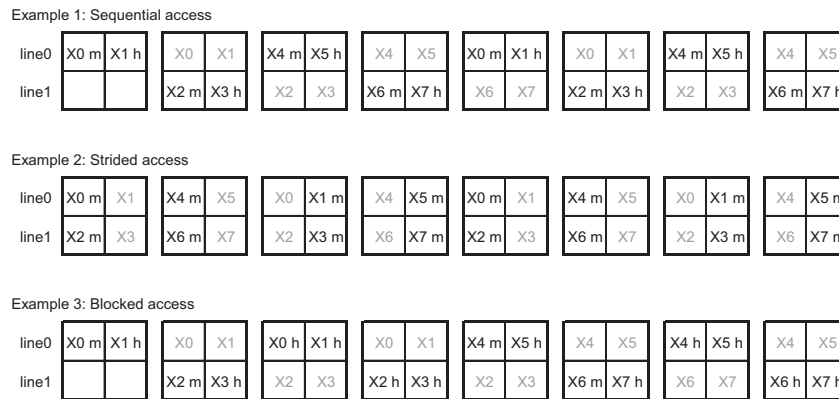 Example 1: Sequential access
line0 X0 m X1 h X0 X1 X4 m X5 h X4 X5 X0 m X1 h X0 X1 X4 m X5 h X4 X5
line1 X2 m X3 h X2 X3 X6 m X7 h X6 X7 X2 m X3 h X2 X3 X6 m X7 h
Example 2: Strided access
line0 X0 m X1 X4 m X5 X0 X1 m X4 X5 m X0 m X1 X4 m X5 X0 X1 m X4 X5 m
line1 X2 m X3 X6 m X7 X2 X3 m X6 X7 m X2 m X3 X6 m X7 X2 X3 m X6 X7 m
Example 3: Blocked access
line0 X0 m X1 h X0 X1 X0 h X1 h X0 X1 X4 m X5 h X4 X5 X4 h X5 h X4 X5
line1 X2 m X3 h X2 X3 X2 h X3 h X2 X3 X6 m X7 h X6 X7 X6 h X7 h